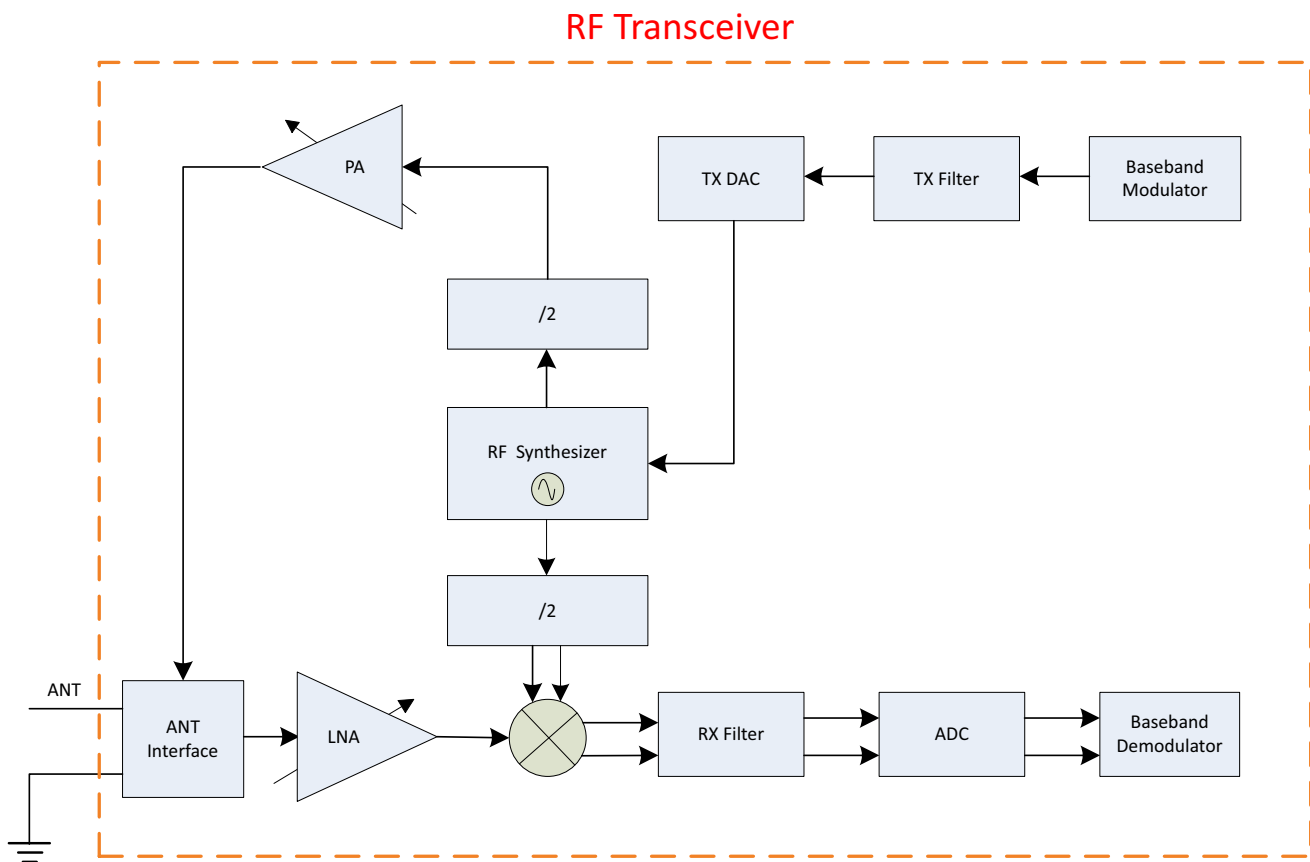 RF Transceiver
PA
TX DAC
TX Filter
Baseband
Modulator
/2
RF Synthesizer
/2
ANT
ANT
Interface
LNA
RX Filter
ADC
Baseband
Demodulator